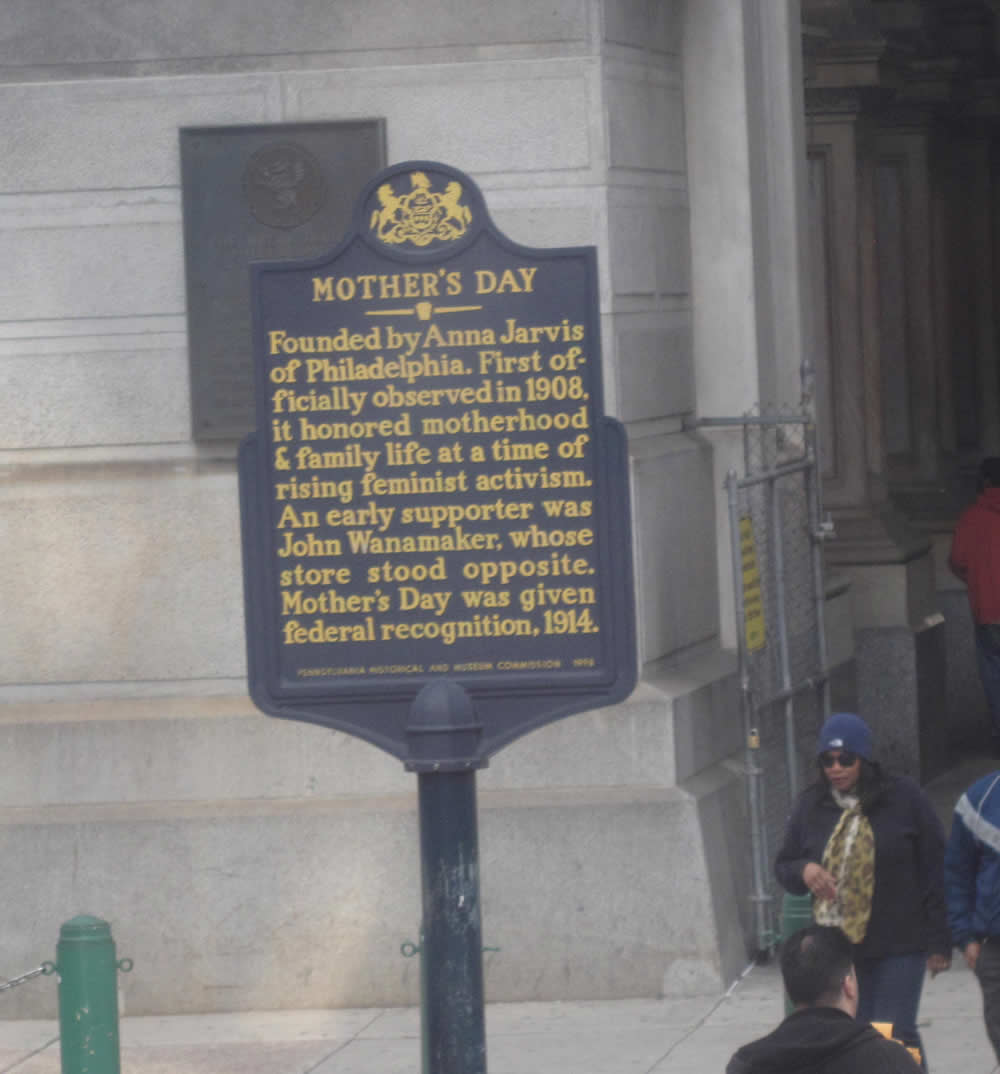 MOTHER'S DAY
Founded by Anna Jarvis
of Philadelphia. First of-
ficially observed in 1908,
it honored motherhood
& family life at a time of
rising feminist activism.
An early supporter was
John Wanamaker, whose
store stood opposite.
Mother's Day was given
federal recognition, 1914.
PENNSYLVANIA HISTORICAL AND MUSEUM COMMISSION 1998